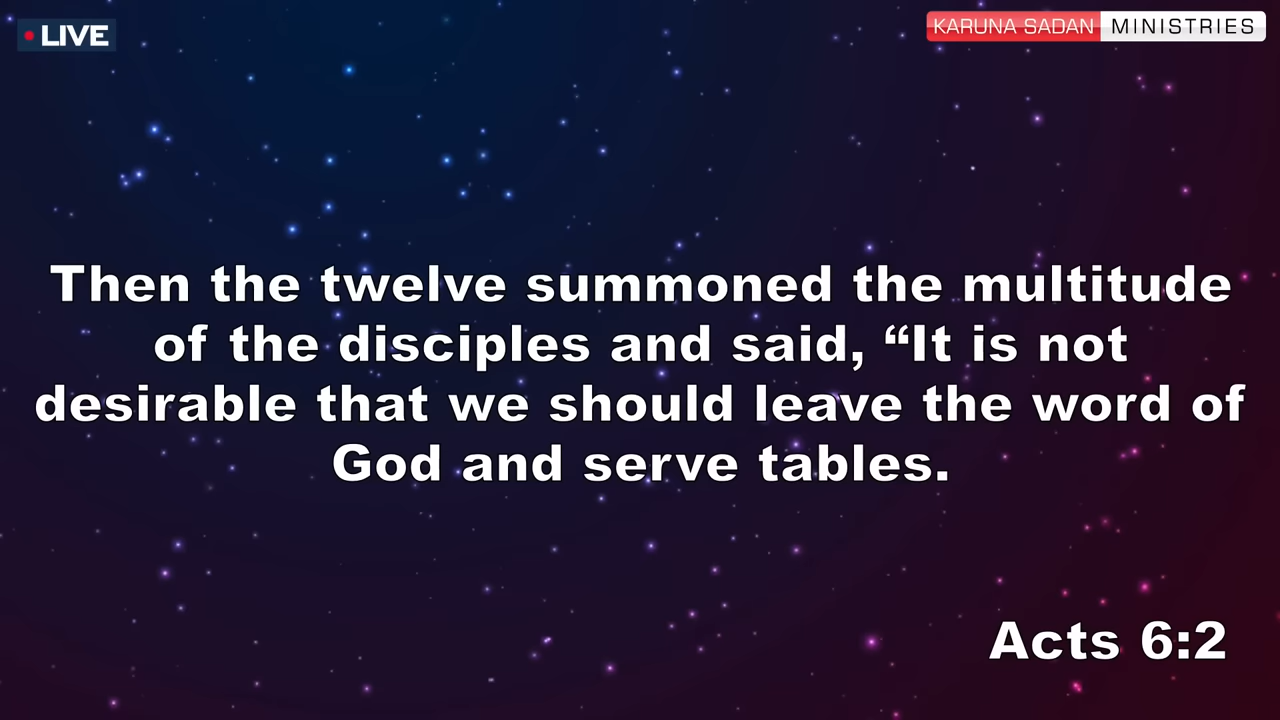 LIVE
KARUNA SADAN MINISTRIES
Then the twelve summoned the multitude
of the disciples and said, “It is not
desirable that we should leave the word of
God and serve tables.
Acts 6:2